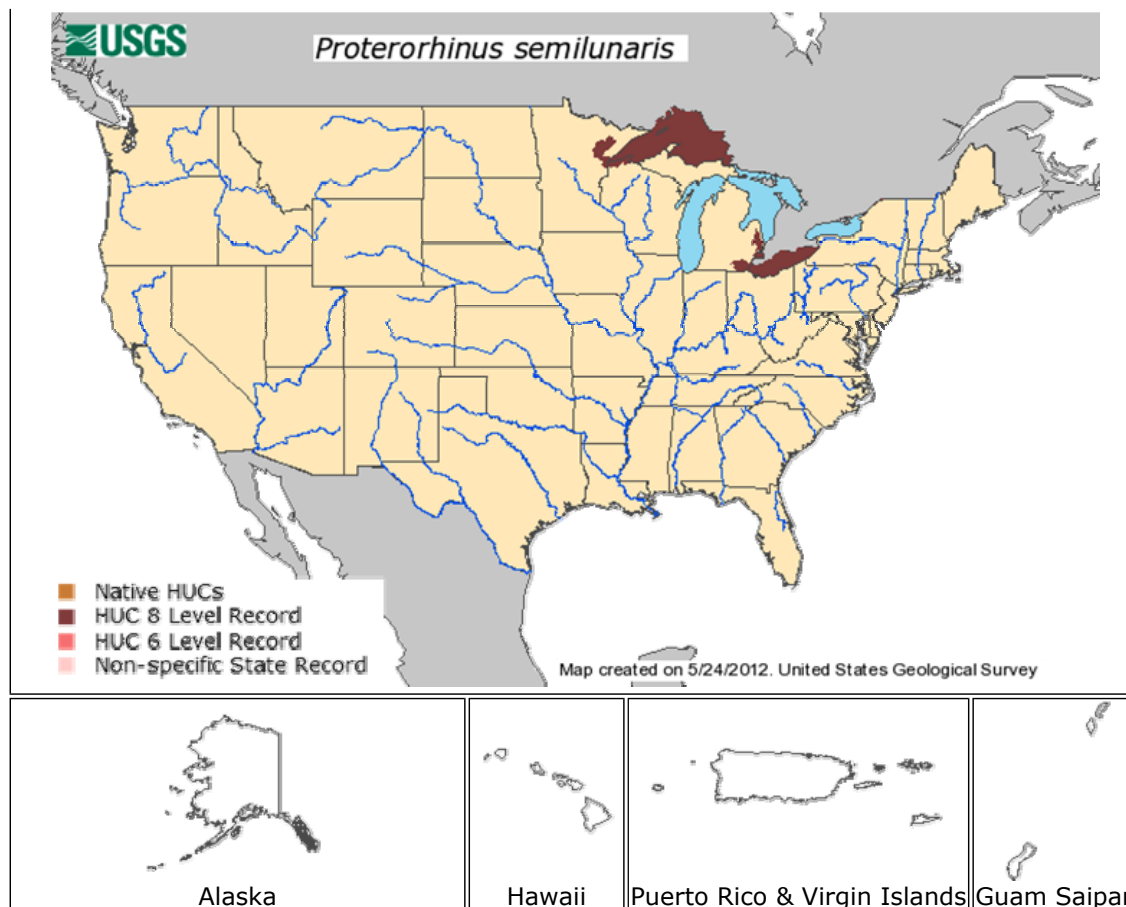 USGS
Proterorhinus semilunaris
Native HUCs
HUC 8 Level Record
HUC 6 Level Record
Non-specific State Record
Map created on 5/24/2012. United States Geological Survey
Alaska
Hawaii
Puerto Rico & Virgin Islands
Guam Saipan